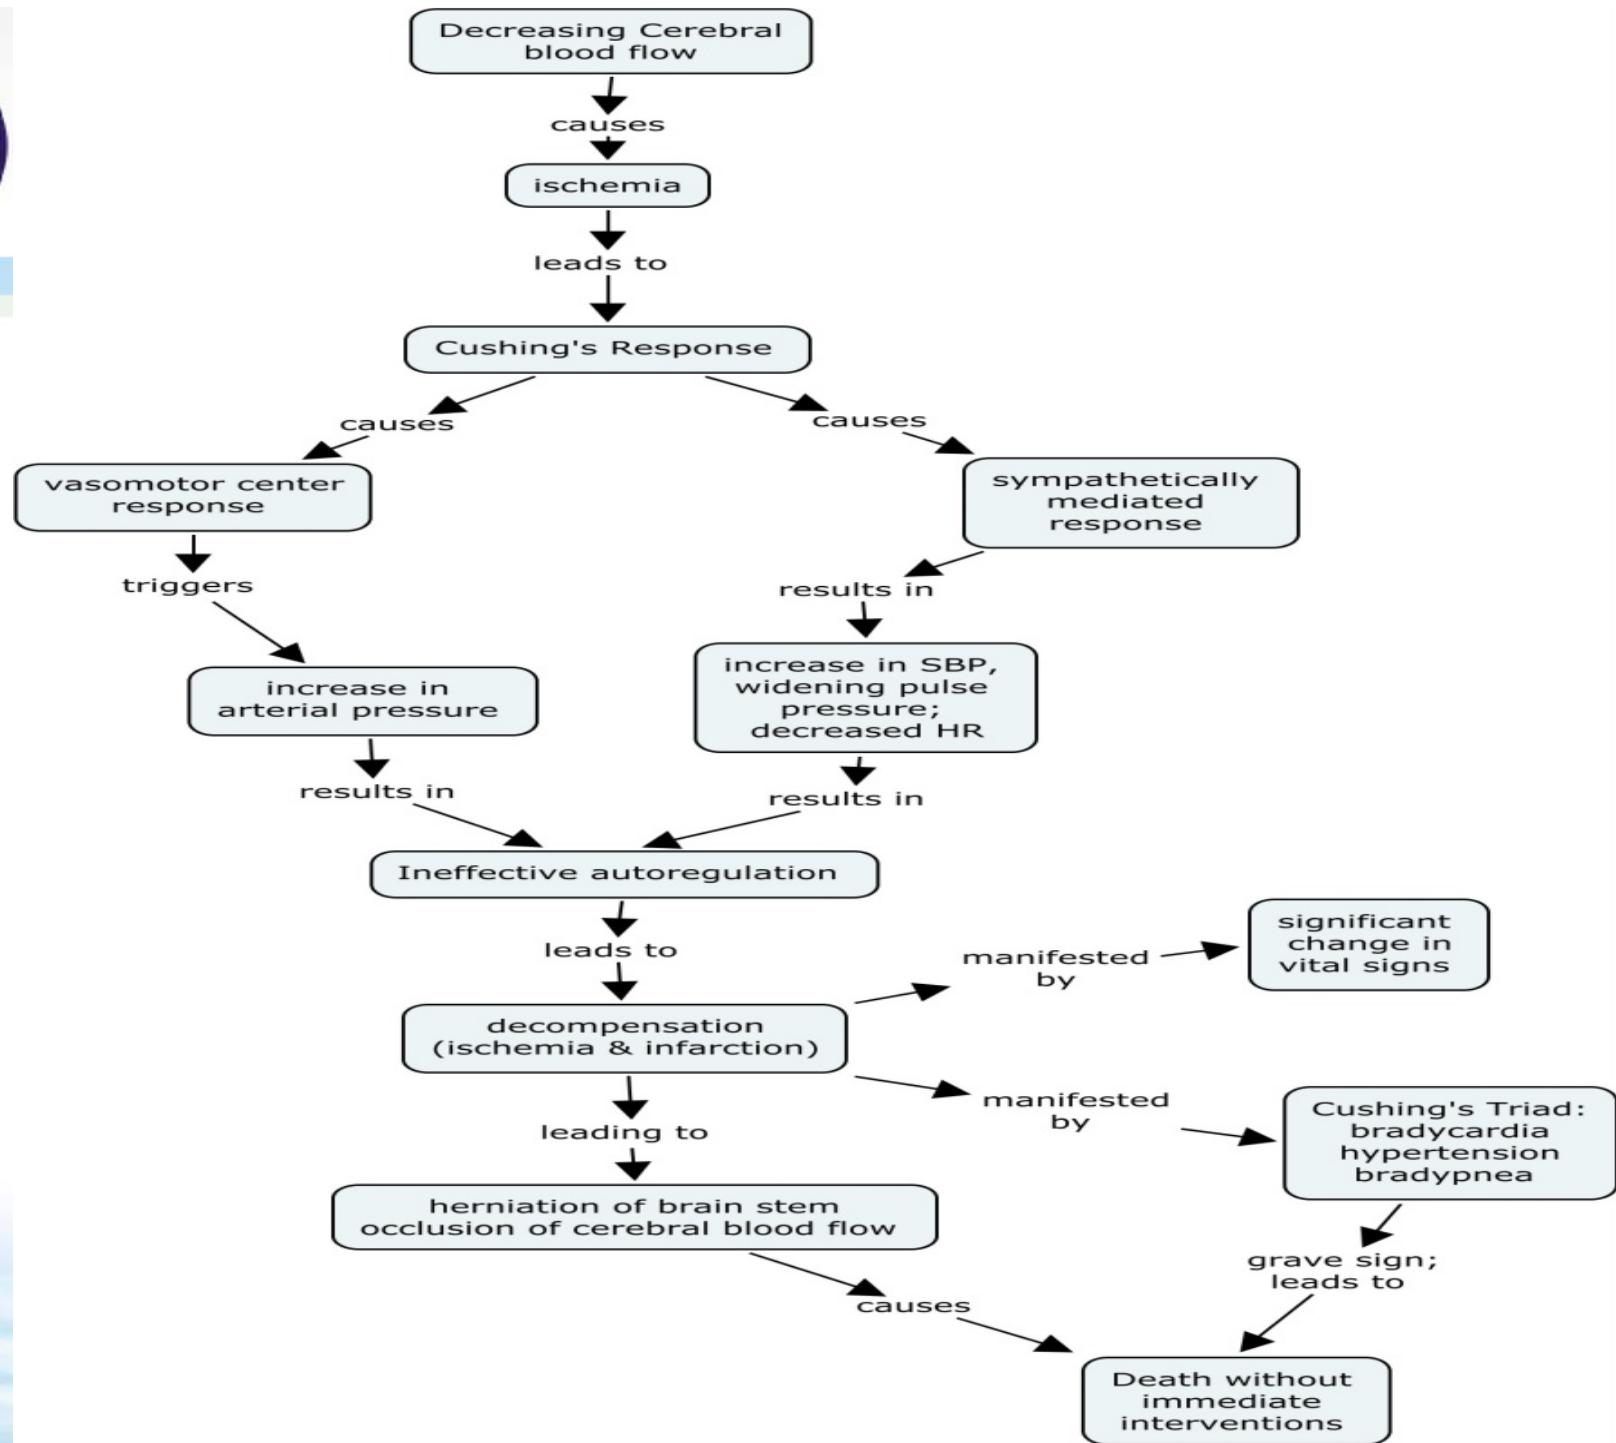 Decreasing Cerebral
blood flow
causes
ischemia
leads to
Cushing's Response
causes
causes
vasomotor center
response
sympathetically
mediated
response
triggers
results in
increase in
arterial pressure
increase in SBP,
widening pulse
pressure;
decreased HR
results in
results in
Ineffective autoregulation
leads to
manifested
by
significant
change in
vital signs
decompensation
(ischemia & infarction)
manifested
by
Cushing's Triad:
bradycardia
hypertension
bradypnea
leading to
herniation of brain stem
occlusion of cerebral blood flow
grave sign;
leads to
causes
Death without
immediate
interventions